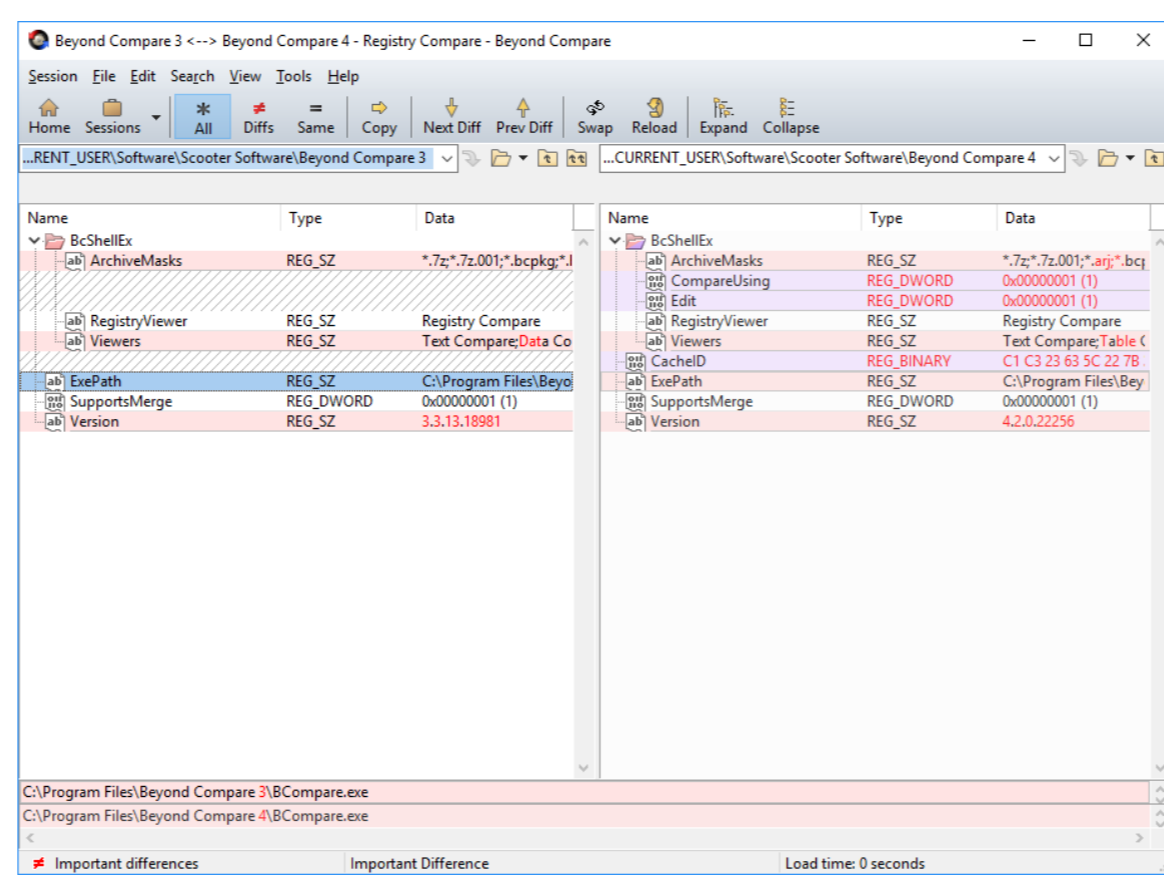 Beyond Compare 3 <--> Beyond Compare 4 - Registry Compare - Beyond Compare
Session File Edit Search View Tools Help
Home Sessions All Diffs Same Copy Next Diff Prev Diff Swap Reload Expand Collapse
...RENT_USER\Software\Scooter Software\Beyond Compare 3 ...CURRENT_USER\Software\Scooter Software\Beyond Compare 4
Name Type Data Name Type Data
BcShellEx BcShellEx
ArchiveMasks REG_SZ *.7z;*.7z.001;*.bcpkg;*. ArchiveMasks REG_SZ *.7z;*.7z.001;*.arj;*.bcp
CompareUsing REG_DWORD 0x00000001 (1)
Edit REG_DWORD 0x00000001 (1)
RegistryViewer REG_SZ Registry Compare RegistryViewer REG_SZ Registry Compare
Viewers REG_SZ Text Compare;Data Co Viewers REG_SZ Text Compare;Table C
CacheID REG_BINARY C1 C3 23 63 5C 22 7B
ExePath REG_SZ C:\Program Files\Beyo ExePath REG_SZ C:\Program Files\Bey
SupportsMerge REG_DWORD 0x00000001 (1) SupportsMerge REG_DWORD 0x00000001 (1)
Version REG_SZ 3.3.13.18981 Version REG_SZ 4.2.0.22256
C:\Program Files\Beyond Compare 3\BCompare.exe
C:\Program Files\Beyond Compare 4\BCompare.exe
Important differences Important Difference Load time: 0 seconds